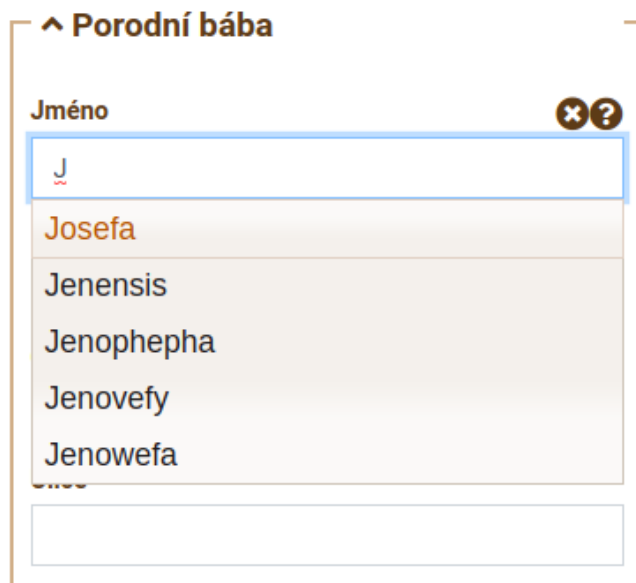 Porodní bába
Jméno
J
Josefa
Jenensis
Jenophepha
Jenovefy
Jenowefa